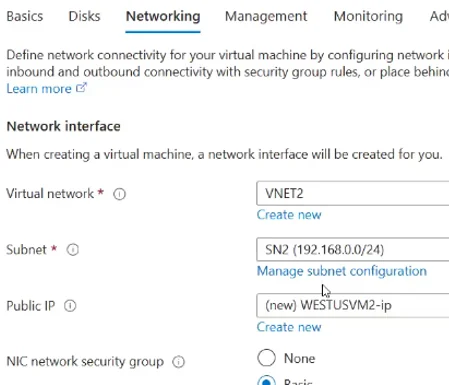 Basics Disks Networking Management Monitoring
Define network connectivity for your virtual machine by configuring network
inbound and outbound connectivity with security group rules, or place behind
Learn more
Network interface
When creating a virtual machine, a network interface will be created for you.
Virtual network *
VNET2
Create new
Subnet *
SN2 (192.168.0.0/24)
Manage subnet configuration
Public IP
(new) WESTUSVM2-ip
Create new
NIC network security group
None
Basic